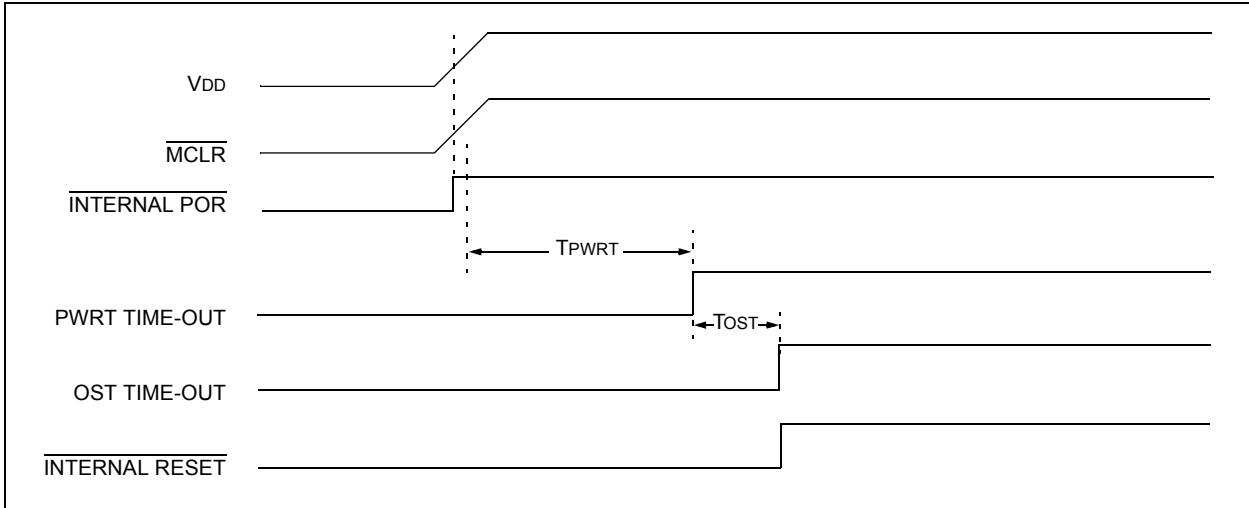 VDD
MCLR
INTERNAL POR
TPWRT
PWRT TIME-OUT
TOST
OST TIME-OUT
INTERNAL RESET